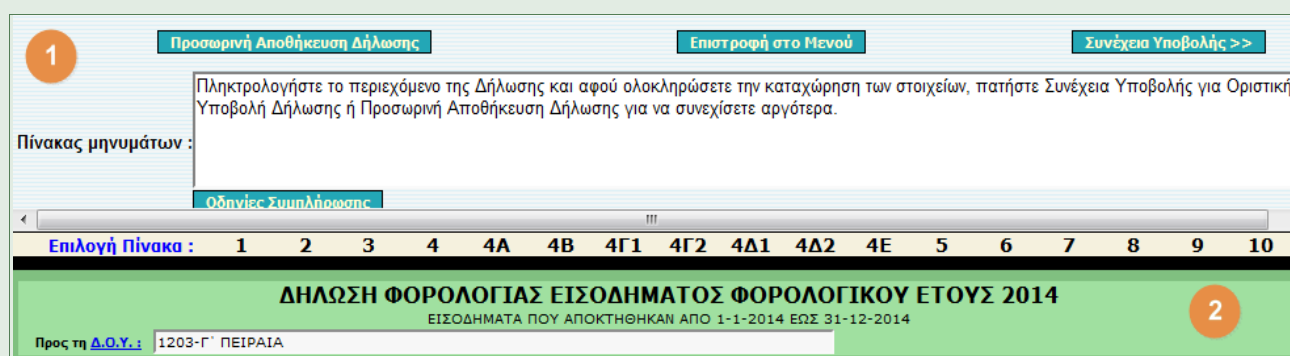 1
Προσωρινή Αποθήκευση Δήλωσης Επιστροφή στο Μενού Συνέχεια Υποβολής >>
Πληκτρολογήστε το περιεχόμενο της Δήλωσης και αφού ολοκληρώσετε την καταχώρηση των στοιχείων, πατήστε Συνέχεια Υποβολής για Οριστική
Υποβολή Δήλωσης ή Προσωρινή Αποθήκευση Δήλωσης για να συνεχίσετε αργότερα.
Πίνακας μηνυμάτων :
Οδηγίες Συμπλήρωσης
Επιλογή Πίνακα : 1 2 3 4 4Α 4Β 4Γ1 4Γ2 4Δ1 4Δ2 4Ε 5 6 7 8 9 10
ΔΗΛΩΣΗ ΦΟΡΟΛΟΓΙΑΣ ΕΙΣΟΔΗΜΑΤΟΣ ΦΟΡΟΛΟΓΙΚΟΥ ΕΤΟΥΣ 2014
ΕΙΣΟΔΗΜΑΤΑ ΠΟΥ ΑΠΟΚΤΗΘΗΚΑΝ ΑΠΟ 1-1-2014 ΕΩΣ 31-12-2014
2
Προς τη Δ.Ο.Υ. : 1203-Γ΄ ΠΕΙΡΑΙΑ